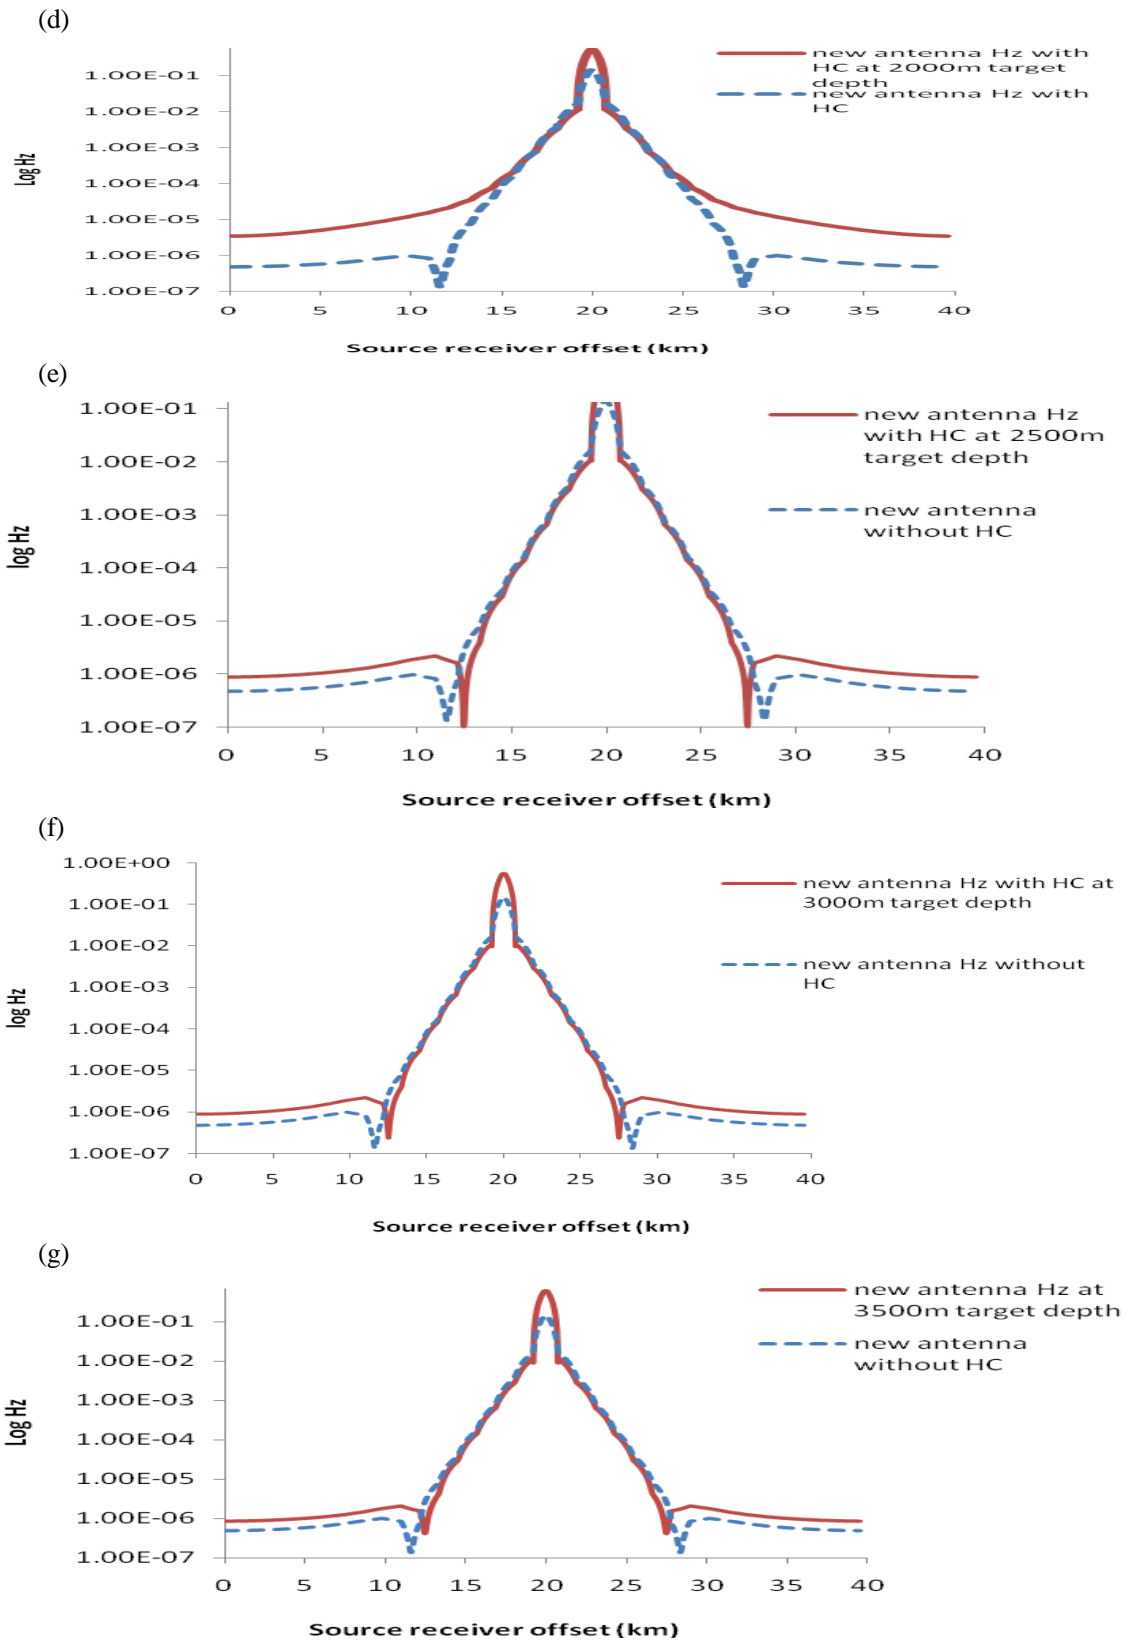 (d)
new antenna Hz with
HC at 2000m target
depth
new antenna Hz with
HC
1.00E-01
1.00E-02
1.00E-03
1.00E-04
1.00E-05
1.00E-06
1.00E-07
Log Hz
0 5 10 15 20 25 30 35 40
Source receiver offset (km)
(e)
new antenna Hz
with HC at 2500m
target depth
new antenna
without HC
1.00E-01
1.00E-02
1.00E-03
1.00E-04
1.00E-05
1.00E-06
1.00E-07
log Hz
0 5 10 15 20 25 30 35 40
Source receiver offset (km)
(f)
new antenna Hz with HC at
3000m target depth
new antenna Hz without
HC
1.00E+00
1.00E-01
1.00E-02
1.00E-03
1.00E-04
1.00E-05
1.00E-06
1.00E-07
log Hz
0 5 10 15 20 25 30 35 40
Source receiver offset (km)
(g)
new antenna Hz at
3500m target depth
new antenna
without HC
1.00E-01
1.00E-02
1.00E-03
1.00E-04
1.00E-05
1.00E-06
1.00E-07
Log Hz
0 5 10 15 20 25 30 35 40
Source receiver offset (km)